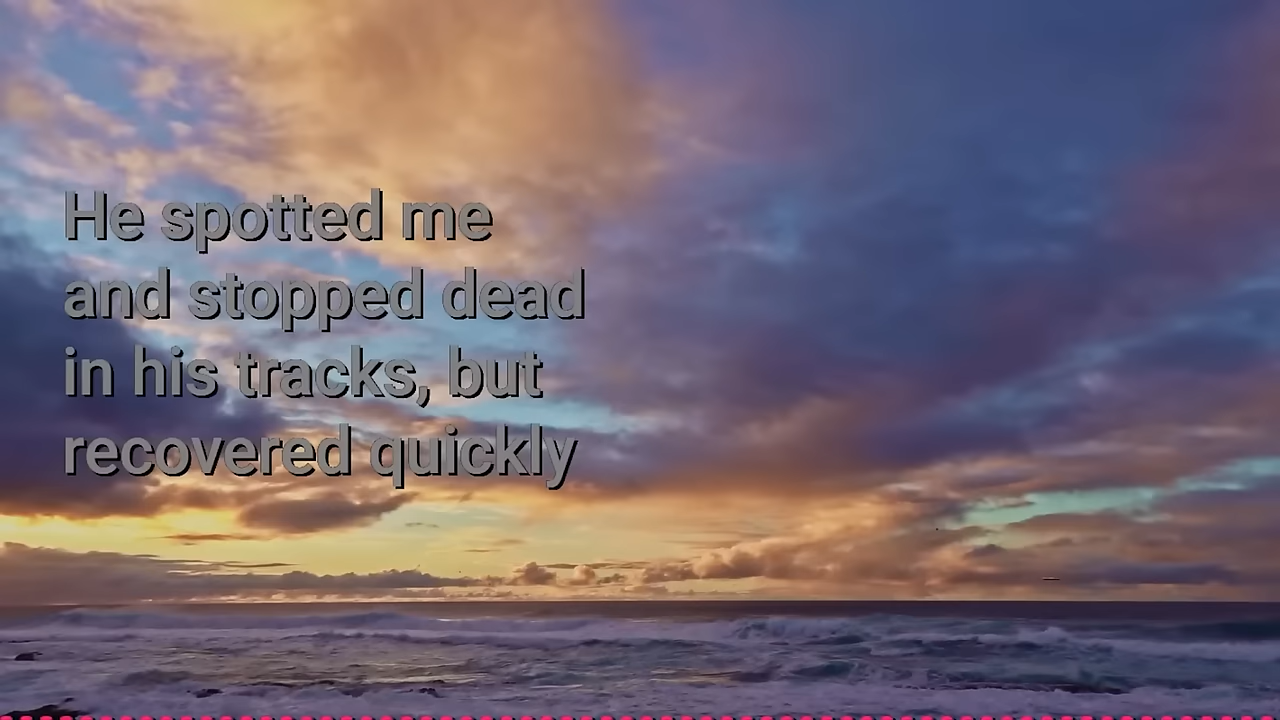 He spotted me
and stopped dead
in his tracks, but
recovered quickly